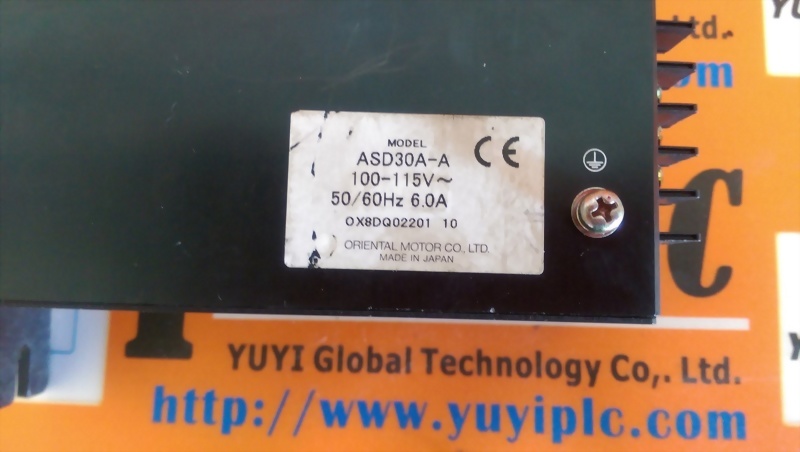 MODEL
ASD30A-A CE
100-115V~
50/60Hz 6.0A
OX8DQ02201 10
ORIENTAL MOTOR CO., LTD.
MADE IN JAPAN
YUYI Global Technology Co,. Ltd.
http://www.yuyiplc.com